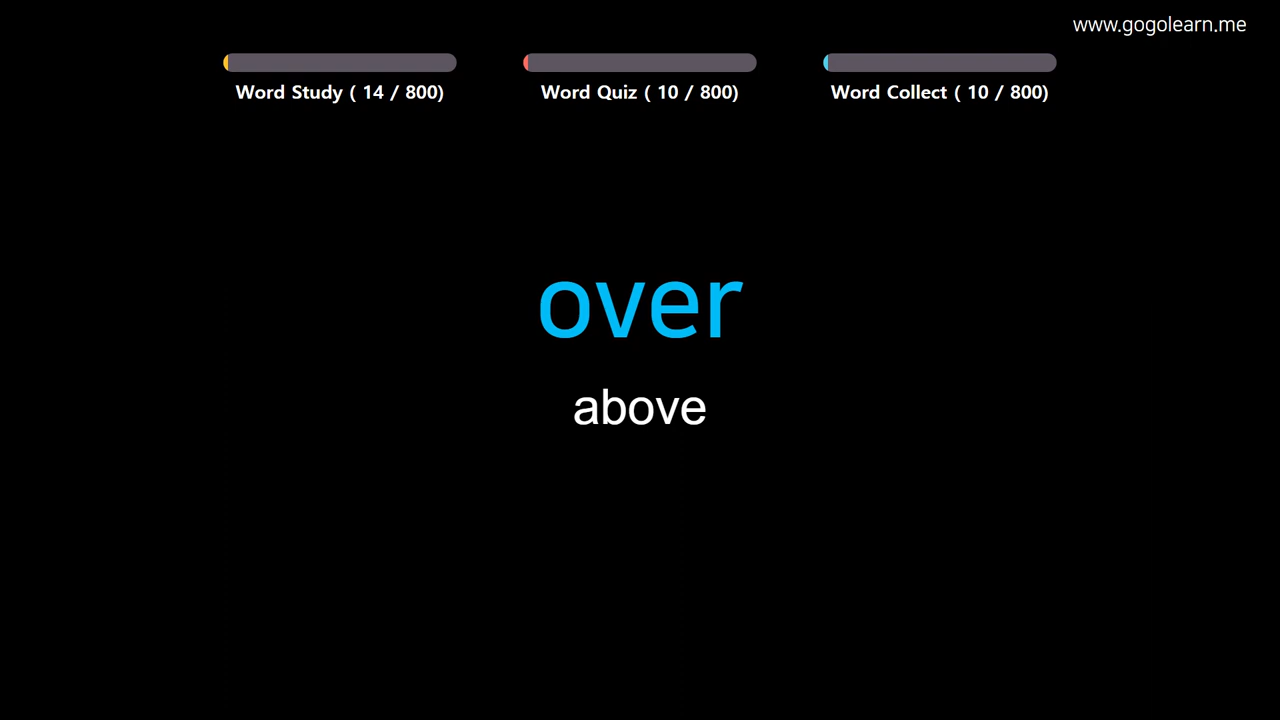 www.gogolearn.me
Word Study ( 14 / 800)
Word Quiz ( 10 / 800)
Word Collect ( 10 / 800)
over
above